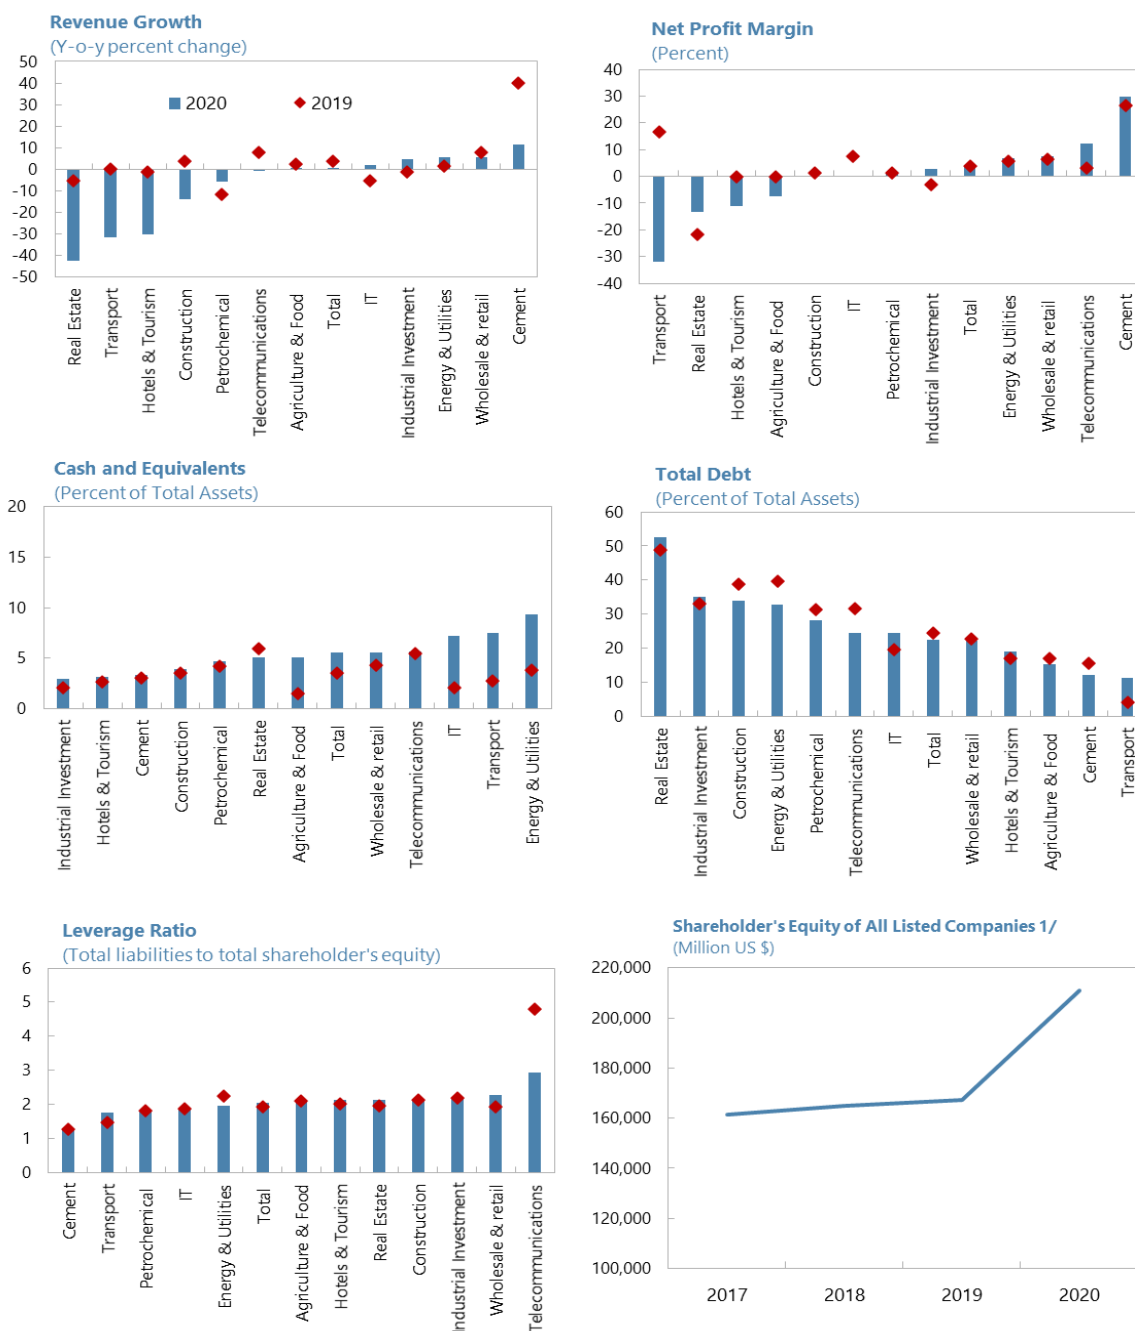 Revenue Growth
(Y-o-y percent change)
50
40
30
20
10
0
-10
-20
-30
-40
-50
2020
2019
Real Estate
Transport
Hotels & Tourism
Construction
Petrochemical
Telecommunications
Agriculture & Food
Total
IT
Industrial Investment
Energy & Utilities
Wholesale & retail
Cement
Net Profit Margin
(Percent)
40
30
20
10
0
-10
-20
-30
-40
Transport
Real Estate
Hotels & Tourism
Agriculture & Food
Construction
IT
Petrochemical
Industrial Investment
Total
Energy & Utilities
Wholesale & retail
Telecommunications
Cement
Cash and Equivalents
(Percent of Total Assets)
20
15
10
5
0
Industrial Investment
Hotels & Tourism
Cement
Construction
Petrochemical
Real Estate
Agriculture & Food
Total
Wholesale & retail
Telecommunications
IT
Transport
Energy & Utilities
Total Debt
(Percent of Total Assets)
60
50
40
30
20
10
0
Real Estate
Industrial Investment
Construction
Energy & Utilities
Petrochemical
Telecommunications
IT
Total
Wholesale & retail
Hotels & Tourism
Agriculture & Food
Cement
Transport
Leverage Ratio
(Total liabilities to total shareholder's equity)
6
5
4
3
2
1
0
Cement
Transport
Petrochemical
IT
Energy & Utilities
Total
Agriculture & Food
Hotels & Tourism
Real Estate
Construction
Industrial Investment
Wholesale & retail
Telecommunications
Shareholder's Equity of All Listed Companies 1/
(Million US $)
220,000
200,000
180,000
160,000
140,000
120,000
100,000
2017
2018
2019
2020